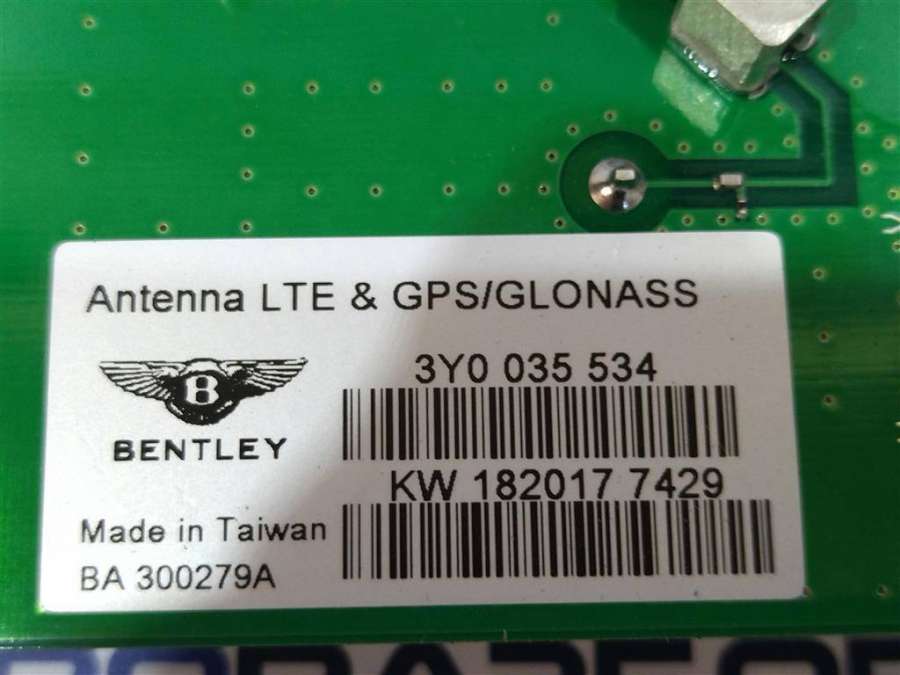 Antenna LTE & GPS/GLONASS
3Y0 035 534
B
BENTLEY
KW 182017 7429
Made in Taiwan
BA 300279A